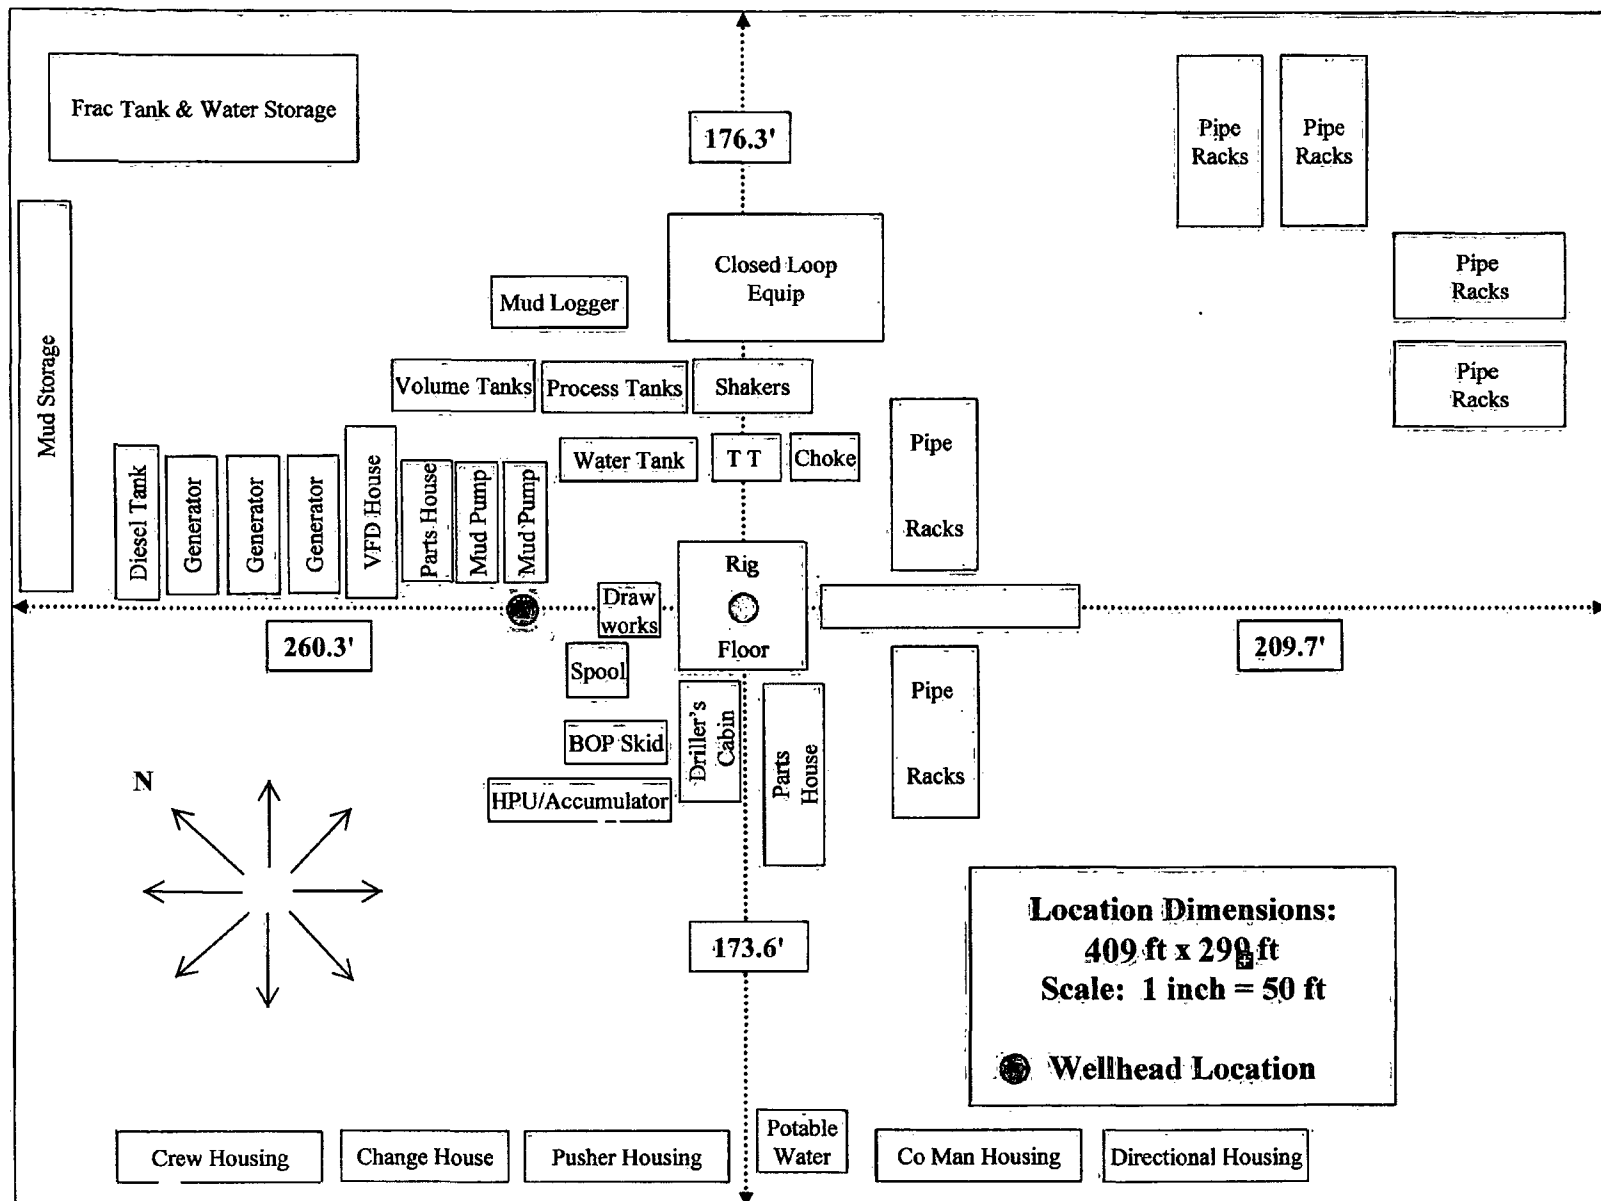 Frac Tank & Water Storage
176.3'
Pipe
Racks
Pipe
Racks
Mud Storage
Mud Logger
Closed Loop
Equip
Pipe
Racks
Pipe
Racks
Volume Tanks
Process Tanks
Shakers
Diesel Tank
Generator
Generator
Generator
VFD House
Parts House
Mud Pump
Mud Pump
Water Tank
T T
Choke
Pipe
Racks
Rig
Floor
Draw
works
260.3'
209.7'
Spool
BOP Skid
HPU/Accumulator
Driller's
Cabin
Parts
House
Pipe
Racks
N
173.6'
Location Dimensions:
409 ft x 299 ft
Scale: 1 inch = 50 ft
Wellhead Location
Crew Housing
Change House
Pusher Housing
Potable
Water
Co Man Housing
Directional Housing